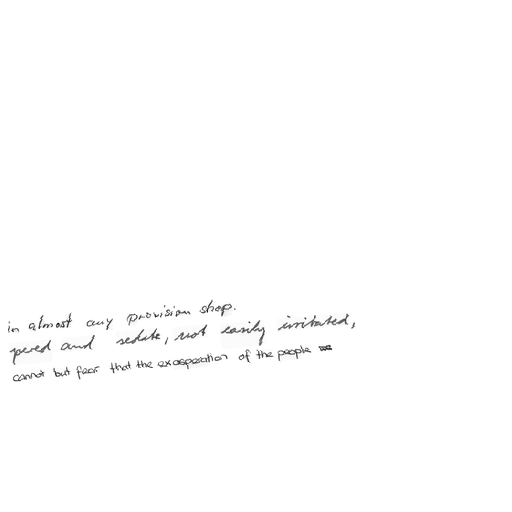 in almost any provision shop.
pered and sedate, not easily irritated,
cannot but fear that the exasperation of the people